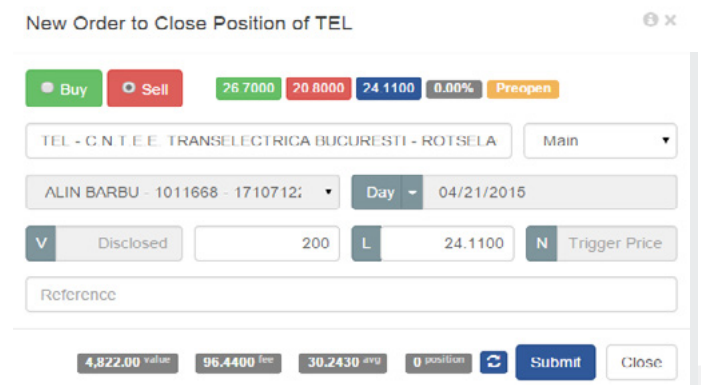 New Order to Close Position of TEL
Buy Sell 26.7000 20.8000 24.1100 0.00% Preopen
TEL - C.N.T.E.E. TRANSELECTRICA BUCURESTI - ROTSELA Main
ALIN BARBU - 1011668 - 1710712 Day 04/21/2015
V Disclosed 200 L 24.1100 N Trigger Price
Reference
4,822.00 value 96.4400 fee 30.2430 avg 0 position Submit Close